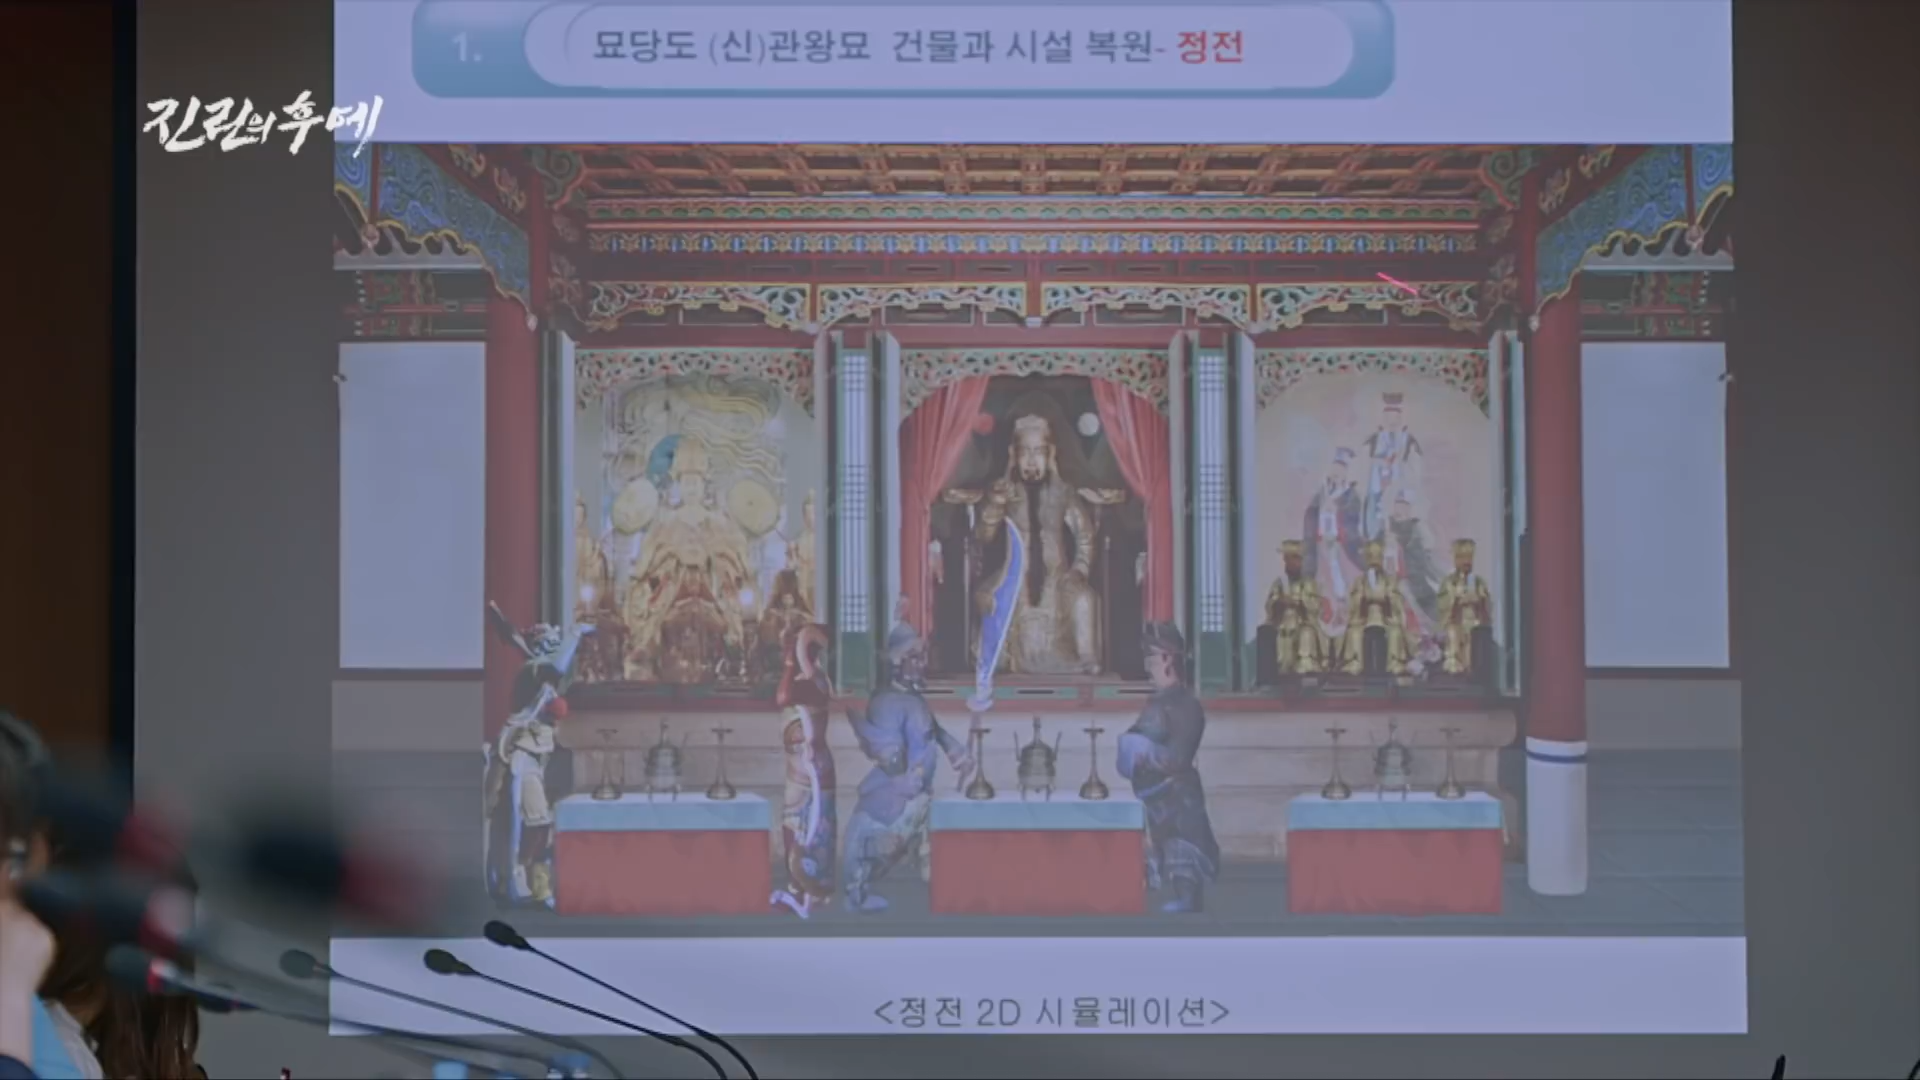 1. 묘당도 (신)관왕묘 건물과 시설 복원- 정전
진린의 후예
<정전 2D 시뮬레이션>